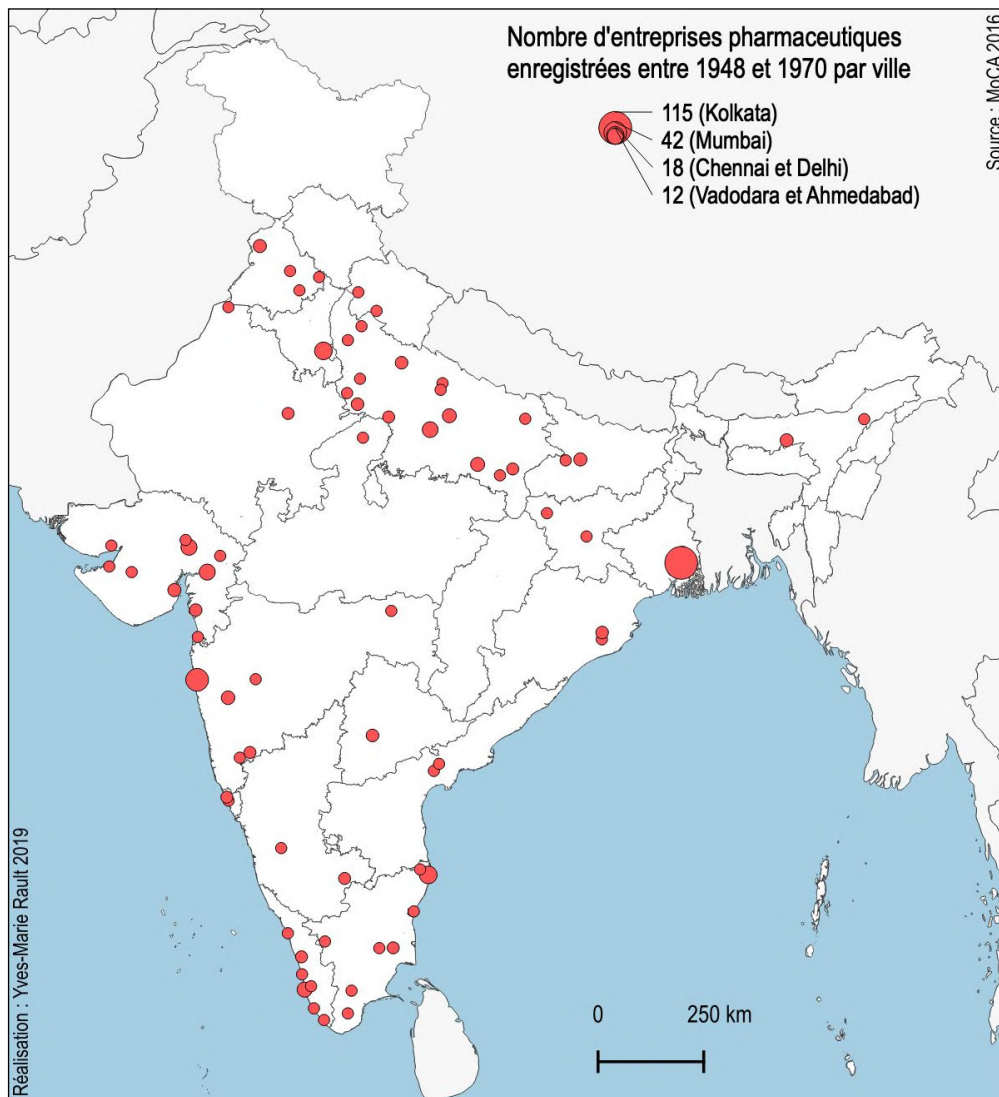 Nombre d'entreprises pharmaceutiques
enregistrées entre 1948 et 1970 par ville
115 (Kolkata)
42 (Mumbai)
18 (Chennai et Delhi)
12 (Vadodara et Ahmedabad)
Source : MoCA 2016
Réalisation : Yves-Marie Rault 2019
0 250 km